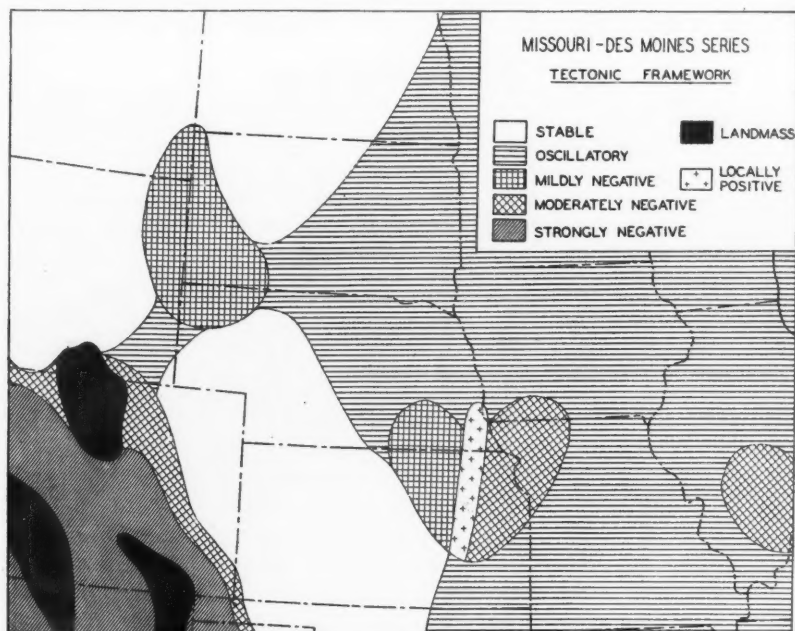 MISSOURI - DES MOINES SERIES
TECTONIC FRAMEWORK
STABLE
OSCILLATORY
MILDLY NEGATIVE
MODERATELY NEGATIVE
STRONGLY NEGATIVE
LANDMASS
LOCALLY
POSITIVE